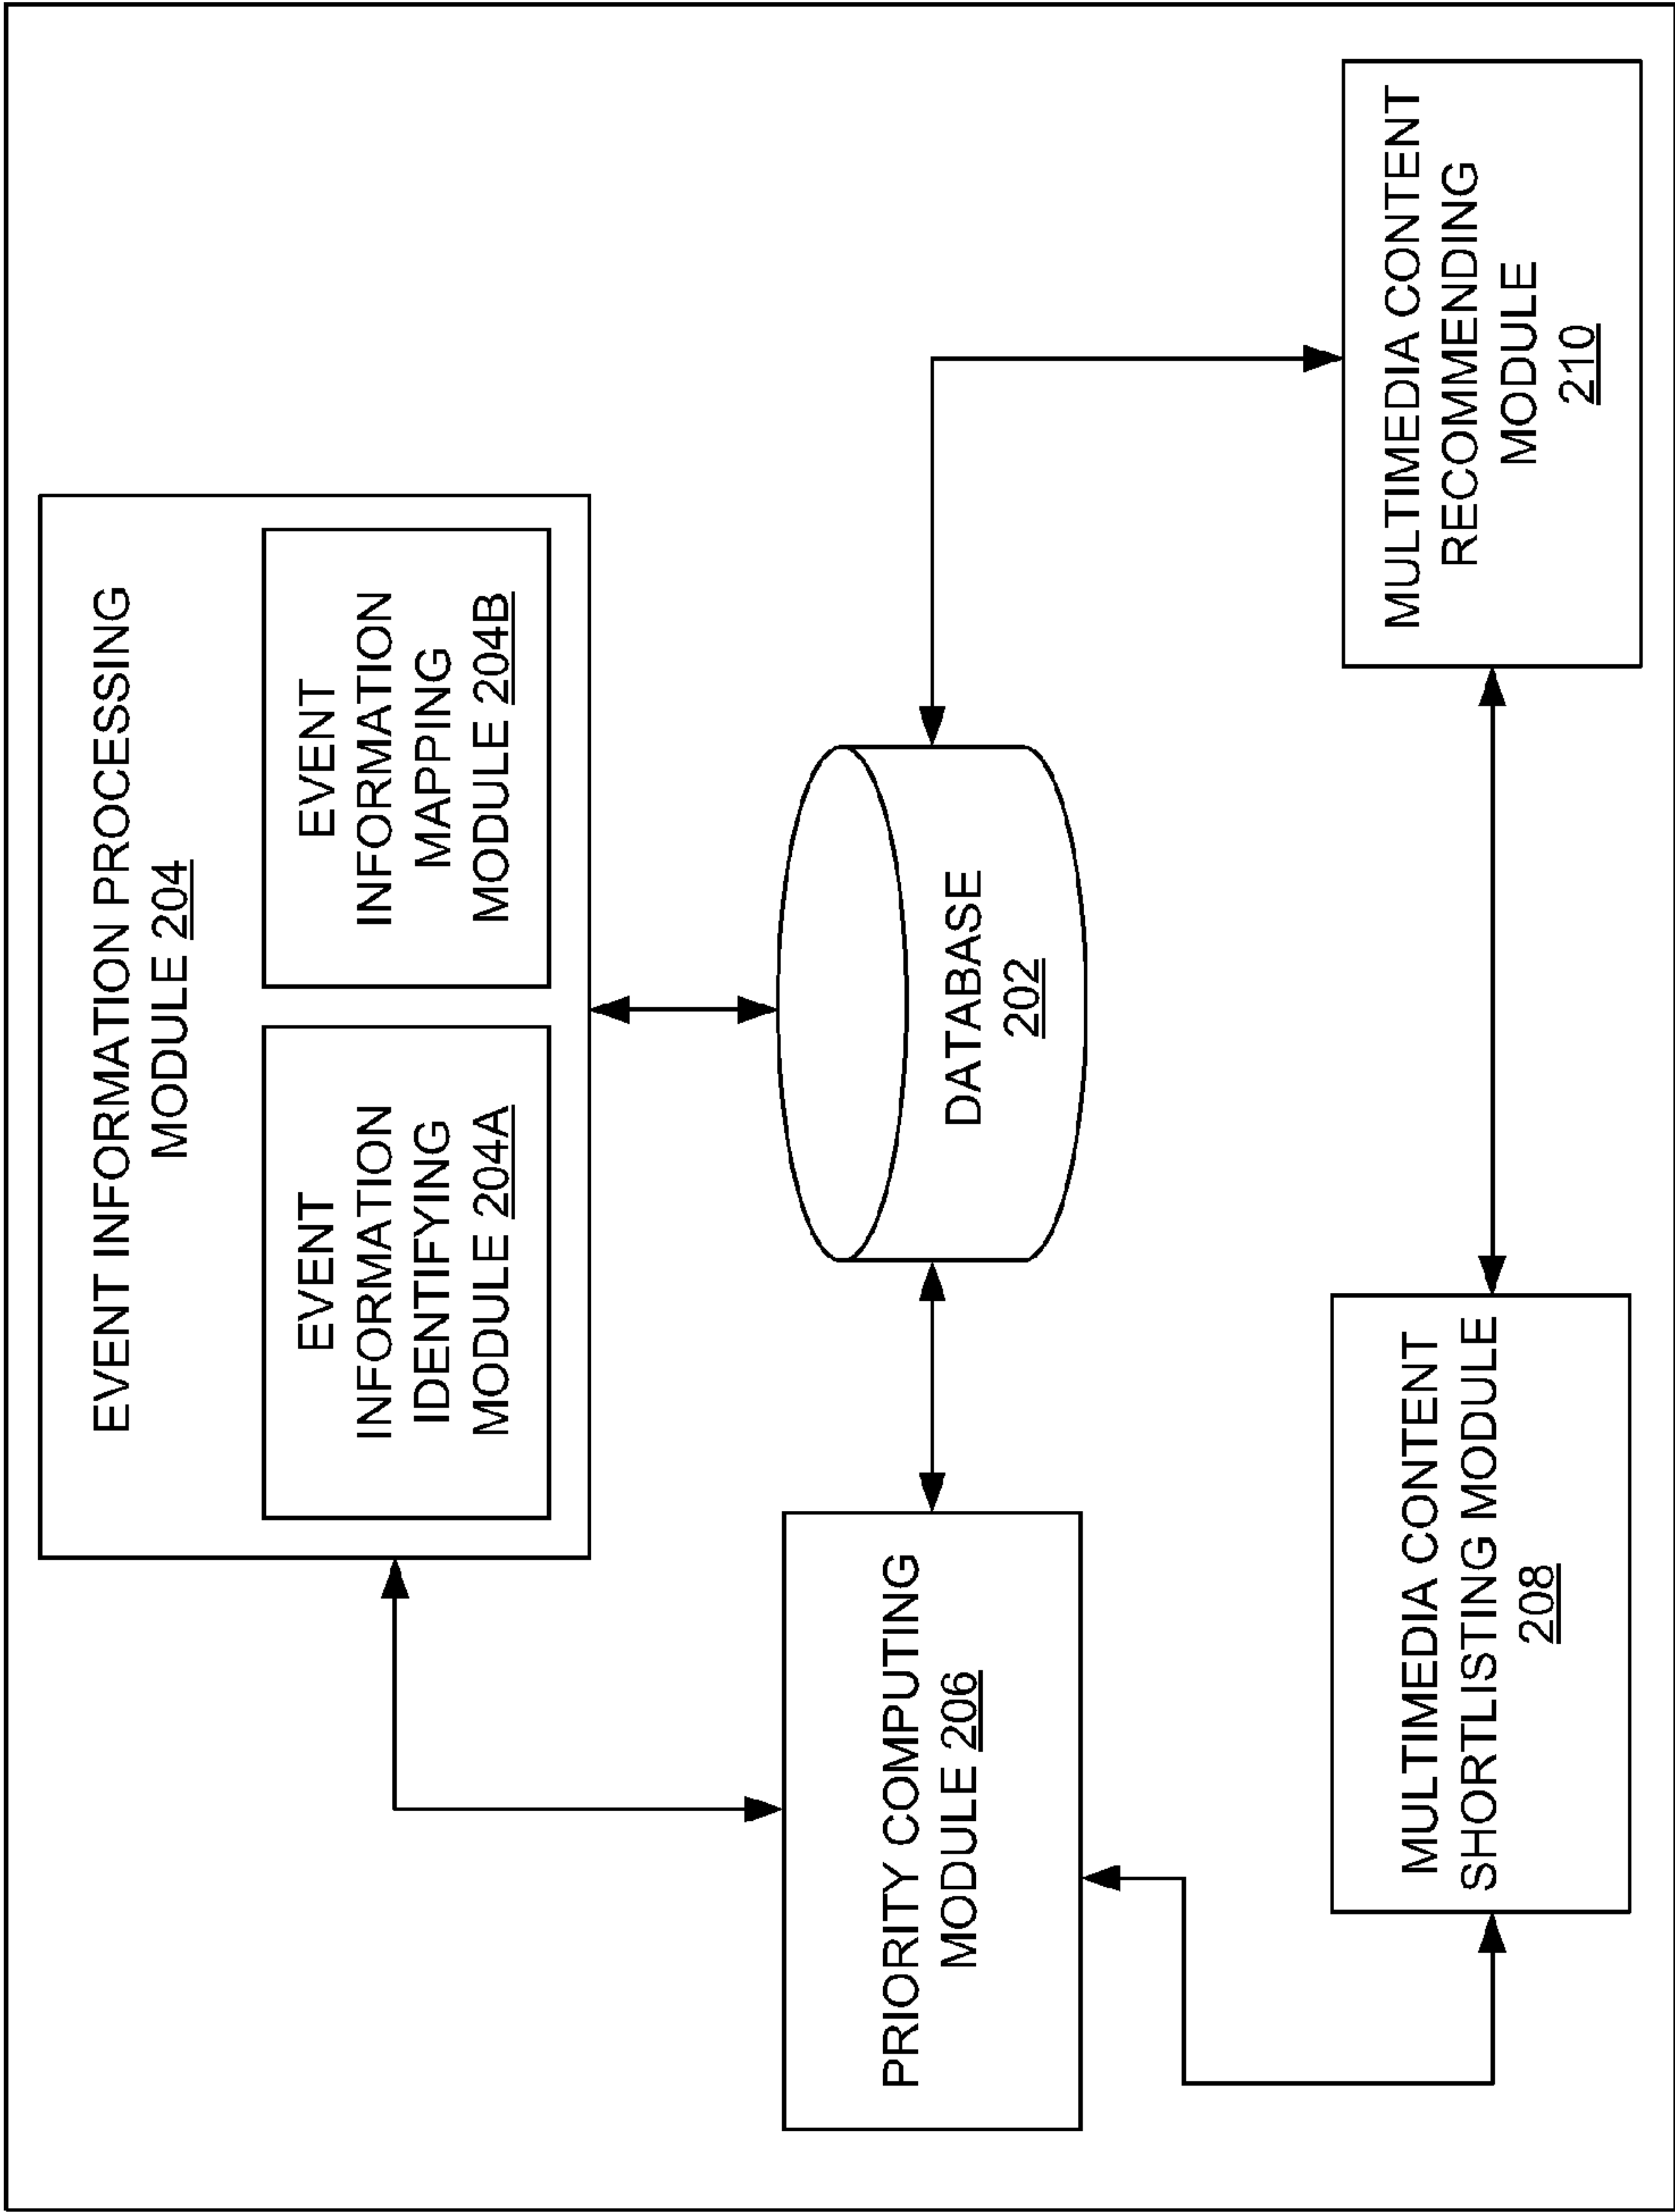 EVENT INFORMATION PROCESSING
MODULE 204
EVENT
INFORMATION
IDENTIFYING
MODULE 204A
EVENT
INFORMATION
MAPPING
MODULE 204B
PRIORITY COMPUTING
MODULE 206
DATABASE
202
MULTIMEDIA CONTENT
SHORTLISTING MODULE
208
MULTIMEDIA CONTENT
RECOMMENDING
MODULE
210